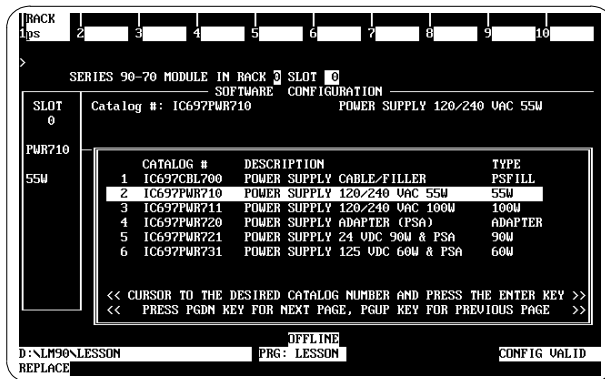 RACK
1ps 2 3 4 5 6 7 8 9 10
>
SERIES 90-70 MODULE IN RACK 0 SLOT 0
SOFTWARE CONFIGURATION
SLOT Catalog #: IC697PWR710 POWER SUPPLY 120/240 VAC 55W
0
PWR710
CATALOG # DESCRIPTION TYPE
55W 1 IC697CBL700 POWER SUPPLY CABLE/FILLER PSFILL
2 IC697PWR710 POWER SUPPLY 120/240 VAC 55W 55W
3 IC697PWR711 POWER SUPPLY 120/240 VAC 100W 100W
4 IC697PWR720 POWER SUPPLY ADAPTER (PSA) ADAPTER
5 IC697PWR721 POWER SUPPLY 24 VDC 90W & PSA 90W
6 IC697PWR731 POWER SUPPLY 125 VDC 60W & PSA 60W
<< CURSOR TO THE DESIRED CATALOG NUMBER AND PRESS THE ENTER KEY >>
<< PRESS PGDN KEY FOR NEXT PAGE, PGUP KEY FOR PREVIOUS PAGE >>
OFFLINE
D:\LM90\LESSON PRG: LESSON CONFIG VALID
REPLACE